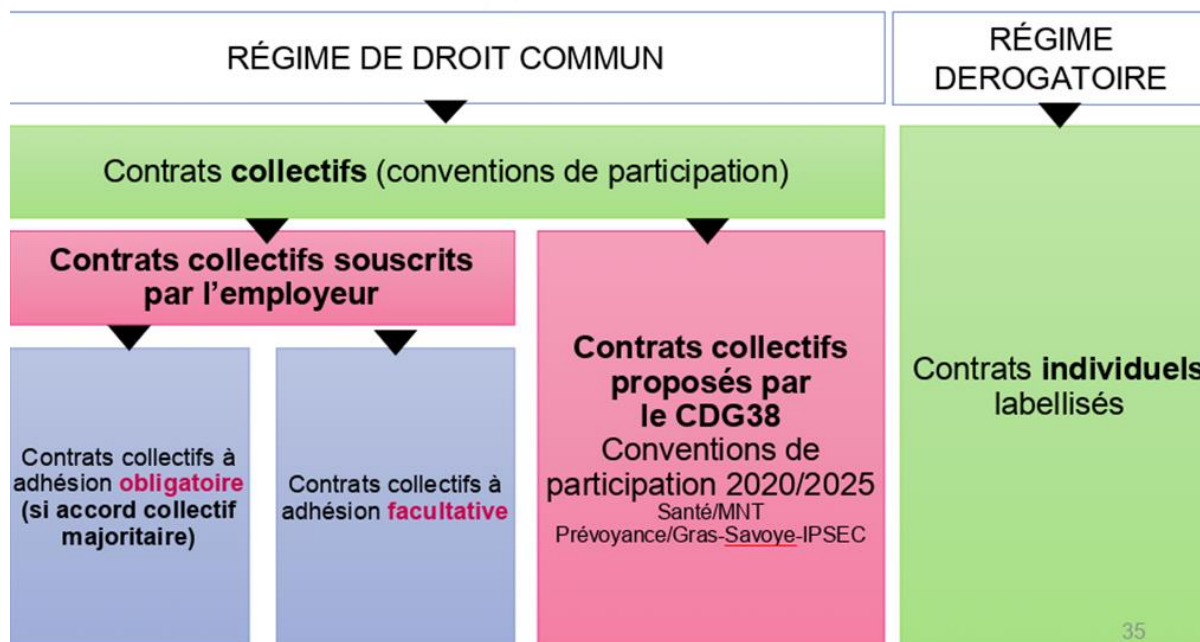 RÉGIME DE DROIT COMMUN
RÉGIME
DEROGATOIRE
Contrats collectifs (conventions de participation)
Contrats collectifs souscrits
par l’employeur
Contrats collectifs à
adhésion obligatoire
(si accord collectif
majoritaire)
Contrats collectifs à
adhésion facultative
Contrats collectifs
proposés par
le CDG38
Conventions de
participation 2020/2025
Santé/MNT
Prévoyance/Gras-Savoye-IPSEC
Contrats individuels
labellisés
35